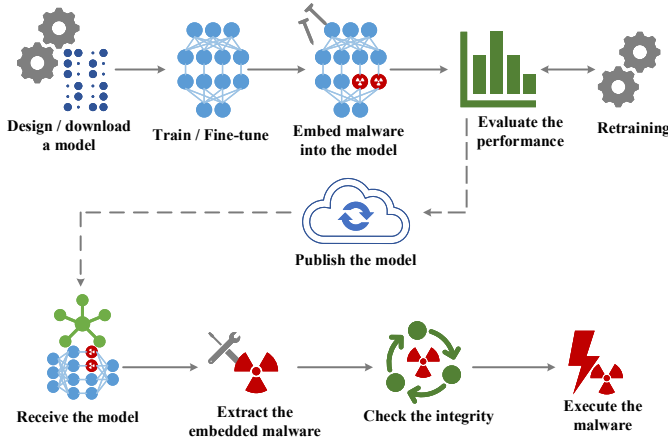 Design / download
a model
Train / Fine-tune
Embed malware
into the model
Evaluate the
performance
Retraining
Publish the model
Receive the model
Extract the
embedded malware
Check the integrity
Execute the
malware